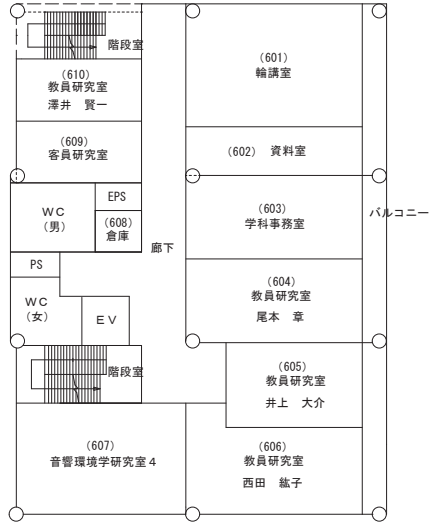 階段室
(610)
教員研究室
澤井　賢一
(609)
客員研究室
WC
(男)
EPS
(608)
倉庫
PS
WC
(女)
EV
階段室
(607)
音響環境学研究室４
廊下
(601)
輪講室
(602)　資料室
(603)
学科事務室
(604)
教員研究室
尾本　章
(605)
教員研究室
井上　大介
(606)
教員研究室
西田　紘子
バルコニー